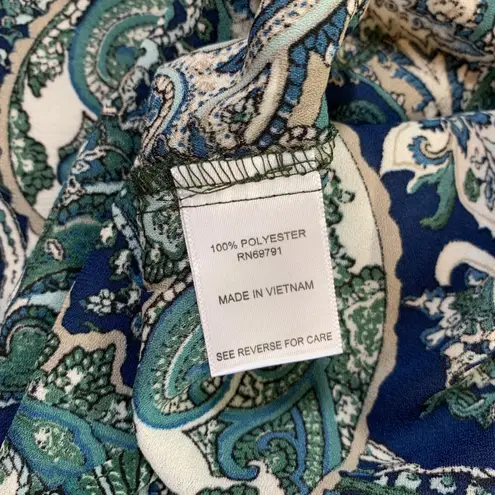 100% POLYESTER
RN69791
MADE IN VIETNAM
SEE REVERSE FOR CARE